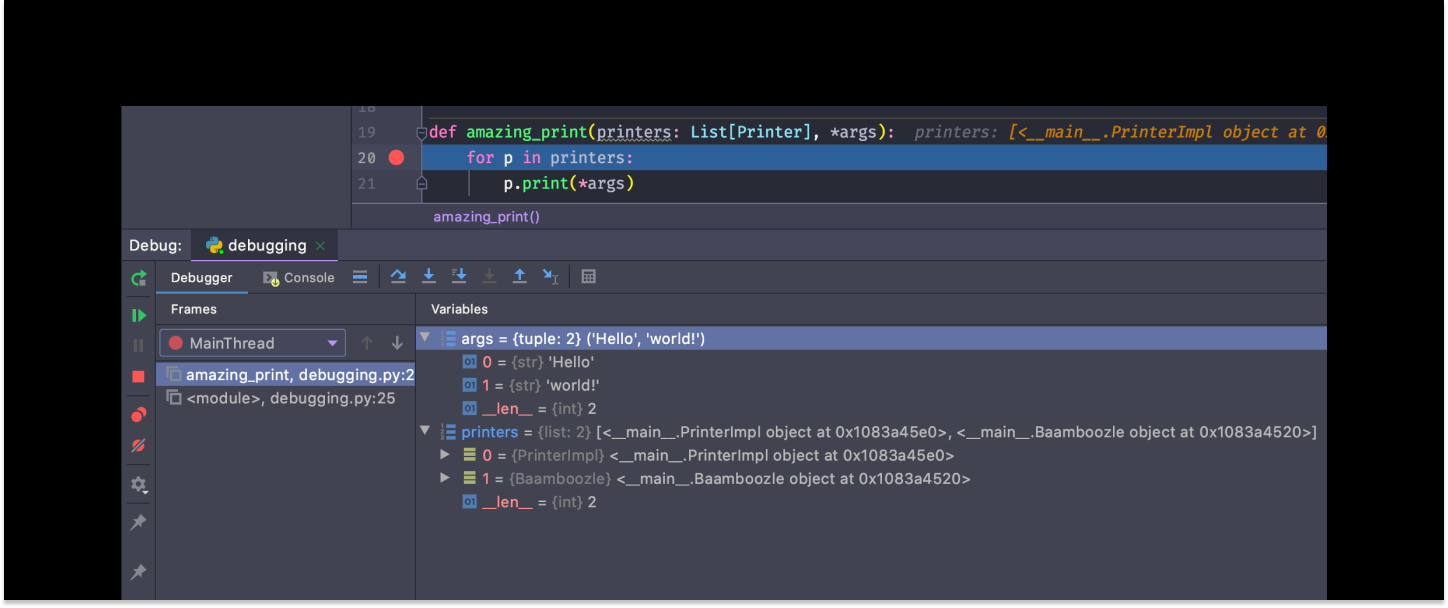 18
19 def amazing_print(printers: List[Printer], *args): printers: [<__main__.PrinterImpl object at 0
20 for p in printers:
21 p.print(*args)
amazing_print()
Debug: debugging
Debugger Console
Frames Variables
MainThread
amazing_print, debugging.py:2
<module>, debugging.py:25
args = {tuple: 2} ('Hello', 'world!')
0 = {str} 'Hello'
1 = {str} 'world!'
__len__ = {int} 2
printers = {list: 2} [<__main__.PrinterImpl object at 0x1083a45e0>, <__main__.Baamboozle object at 0x1083a4520>]
0 = {PrinterImpl} <__main__.PrinterImpl object at 0x1083a45e0>
1 = {Baamboozle} <__main__.Baamboozle object at 0x1083a4520>
__len__ = {int} 2